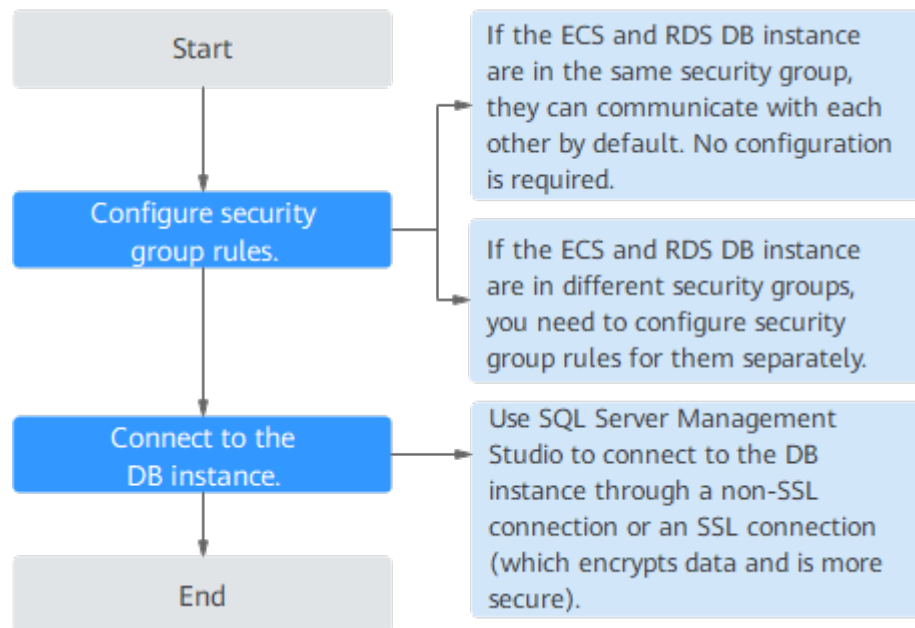 Start
If the ECS and RDS DB instance
are in the same security group,
they can communicate with each
other by default. No configuration
is required.
Configure security
group rules.
If the ECS and RDS DB instance
are in different security groups,
you need to configure security
group rules for them separately.
Connect to the
DB instance.
Use SQL Server Management
Studio to connect to the DB
instance through a non-SSL
connection or an SSL connection
(which encrypts data and is more
secure).
End